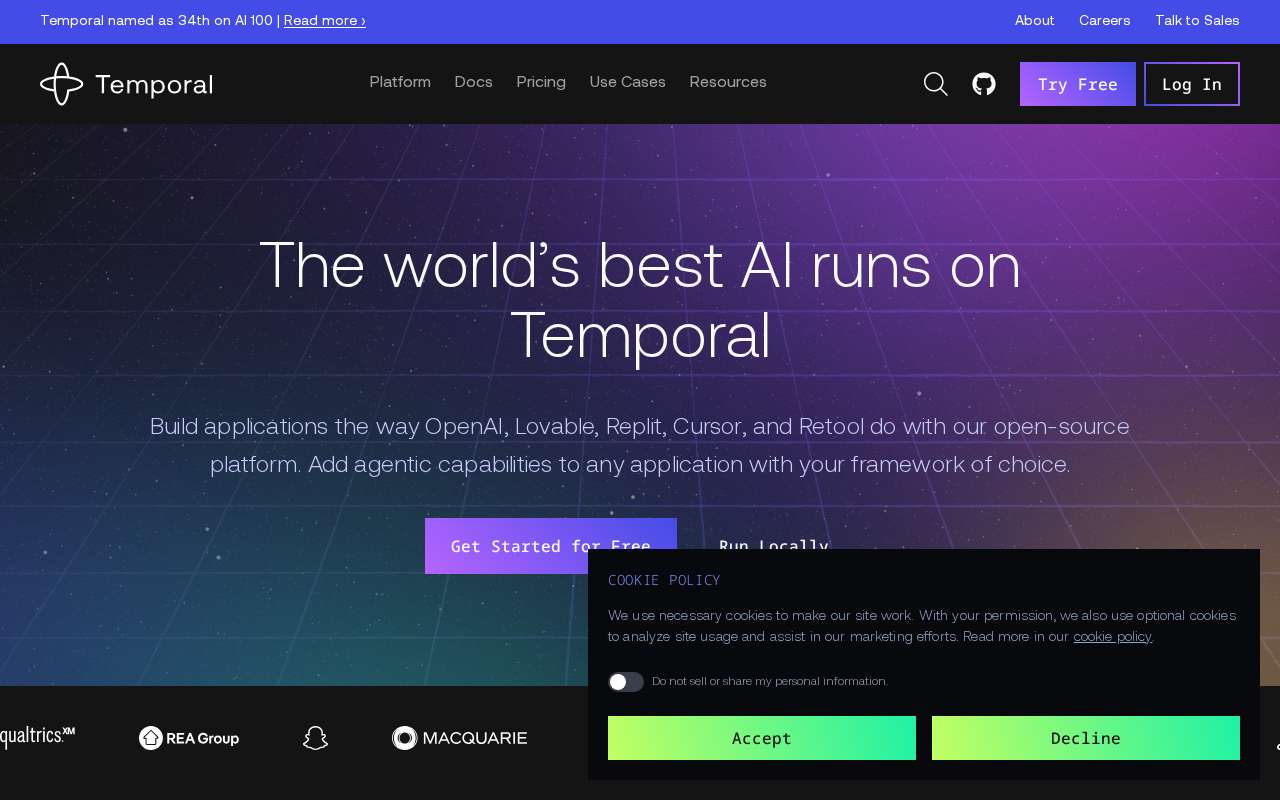 Temporal named as 34th on AI 100 | Read more ›
About
Careers
Talk to Sales
Temporal
Platform
Docs
Pricing
Use Cases
Resources
Try Free
Log In
The world’s best AI runs on
Temporal
Build applications the way OpenAI, Lovable, Replit, Cursor, and Retool do with our open-source
platform. Add agentic capabilities to any application with your framework of choice.
Get Started for Free
Run Locally
COOKIE POLICY
We use necessary cookies to make our site work. With your permission, we also use optional cookies
to analyze site usage and assist in our marketing efforts. Read more in our cookie policy.
Do not sell or share my personal information.
Accept
Decline
qualtrics.XM
REA Group
MACQUARIE